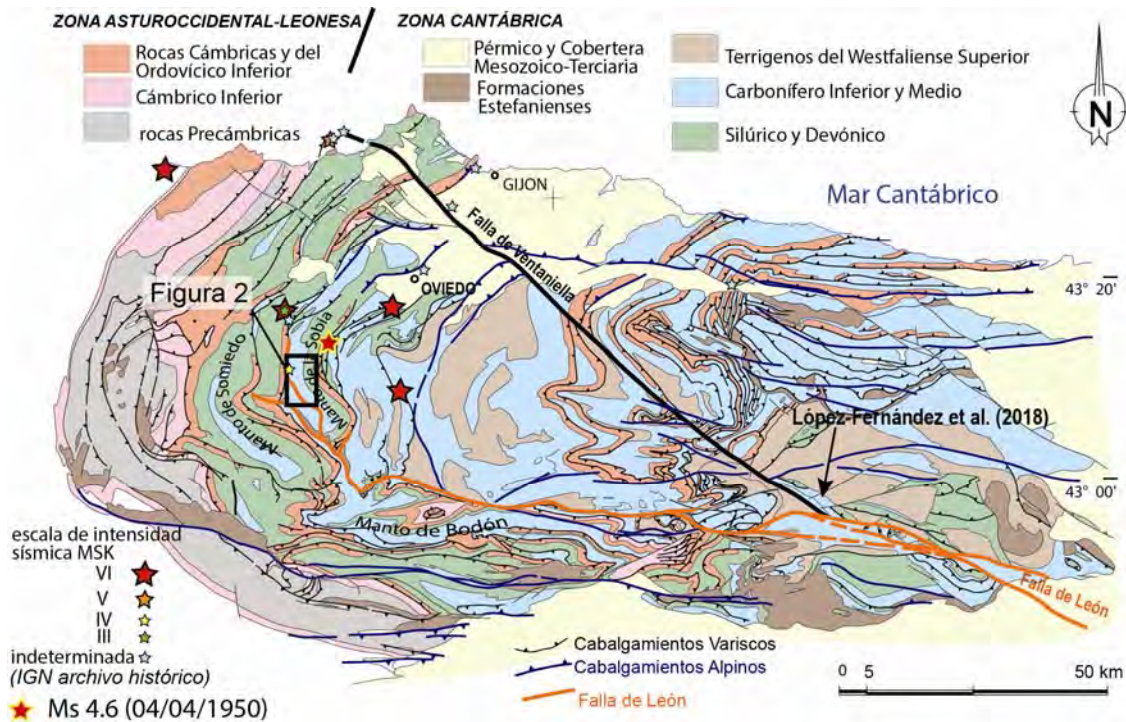 ZONA ASTUROCCIDENTAL-LEONESA
ZONA CANTÁBRICA
Rocas Cámbricas y del
Ordovícico Inferior
Cámbrico Inferior
rocas Precámbricas
Pérmico y Cobertera
Mesozoico-Terciaria
Formaciones
Estefanienses
Terrigenos del Westfaliense Superior
Carbonífero Inferior y Medio
Silúrico y Devónico
N
GIJON
Mar Cantábrico
Falla de Ventaniella
Figura 2
OVIEDO
43° 20'
Manto de Somiedo
Manto de la Sobia
López-Fernández et al. (2018)
43° 00'
Manto de Bodón
Falla de León
escala de intensidad
sísmica MSK
VI
V
IV
III
indeterminada
(IGN archivo histórico)
Ms 4.6 (04/04/1950)
Cabalgamientos Variscos
Cabalgamientos Alpinos
Falla de León
0 5 50 km